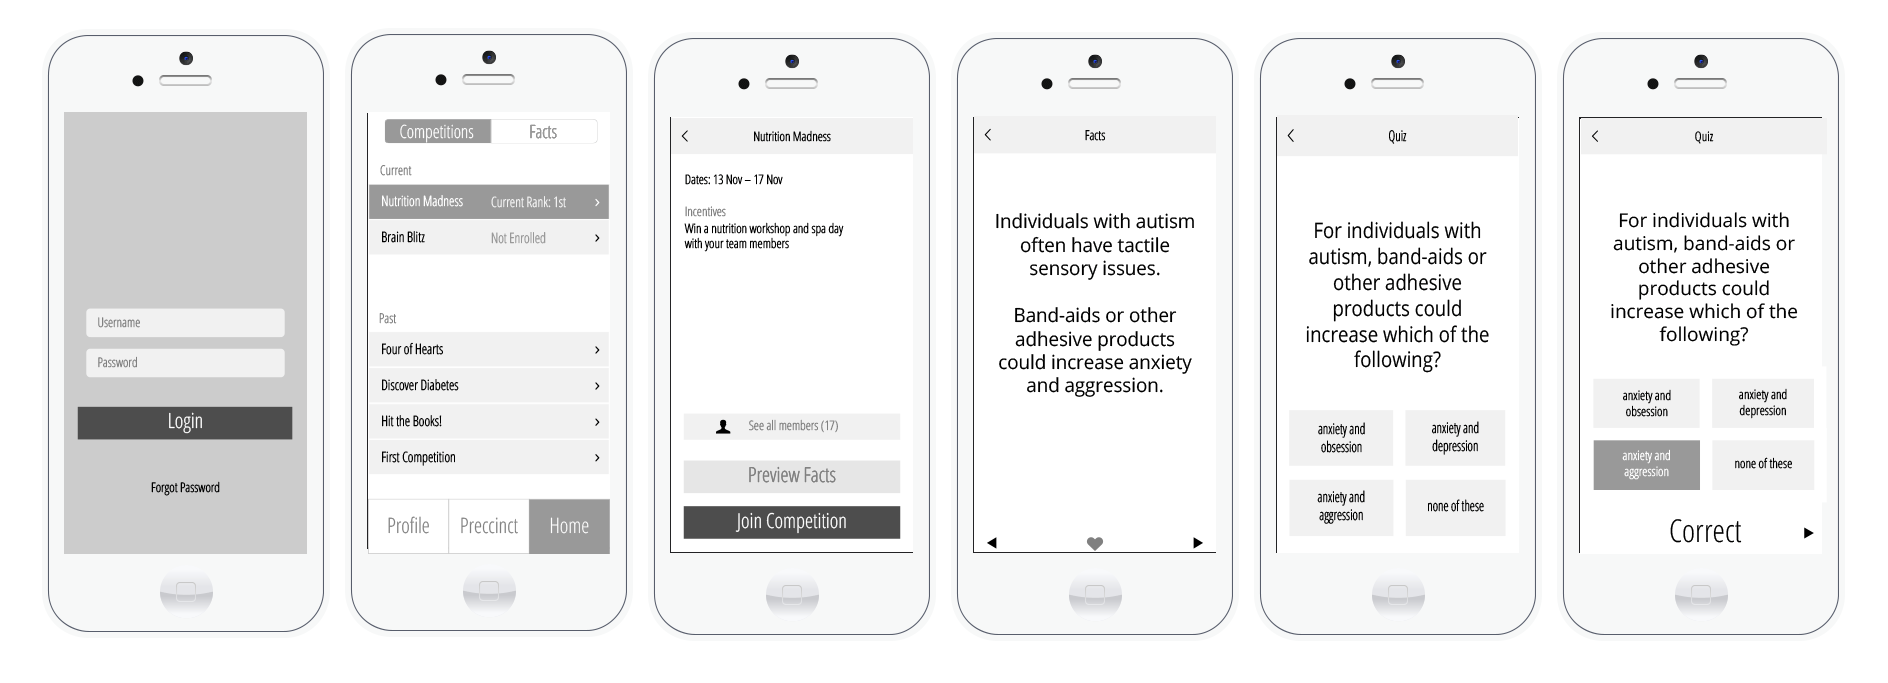 Username
Password
Login
Forgot Password
Competitions Facts
Current
Nutrition Madness Current Rank: 1st >
Brain Blitz Not Enrolled >
Past
Four of Hearts >
Discover Diabetes >
Hit the Books! >
First Competition >
Profile Preccinct Home
< Nutrition Madness
Dates: 13 Nov – 17 Nov
Incentives
Win a nutrition workshop and spa day
with your team members
See all members (17)
Preview Facts
Join Competition
< Facts
Individuals with autism
often have tactile
sensory issues.
Band-aids or other
adhesive products
could increase anxiety
and aggression.
< Quiz
For individuals with
autism, band-aids or
other adhesive
products could
increase which of the
following?
anxiety and
obsession
anxiety and
depression
anxiety and
aggression
none of these
< Quiz
For individuals with
autism, band-aids or
other adhesive
products could
increase which of the
following?
anxiety and
obsession
anxiety and
depression
anxiety and
aggression
none of these
Correct